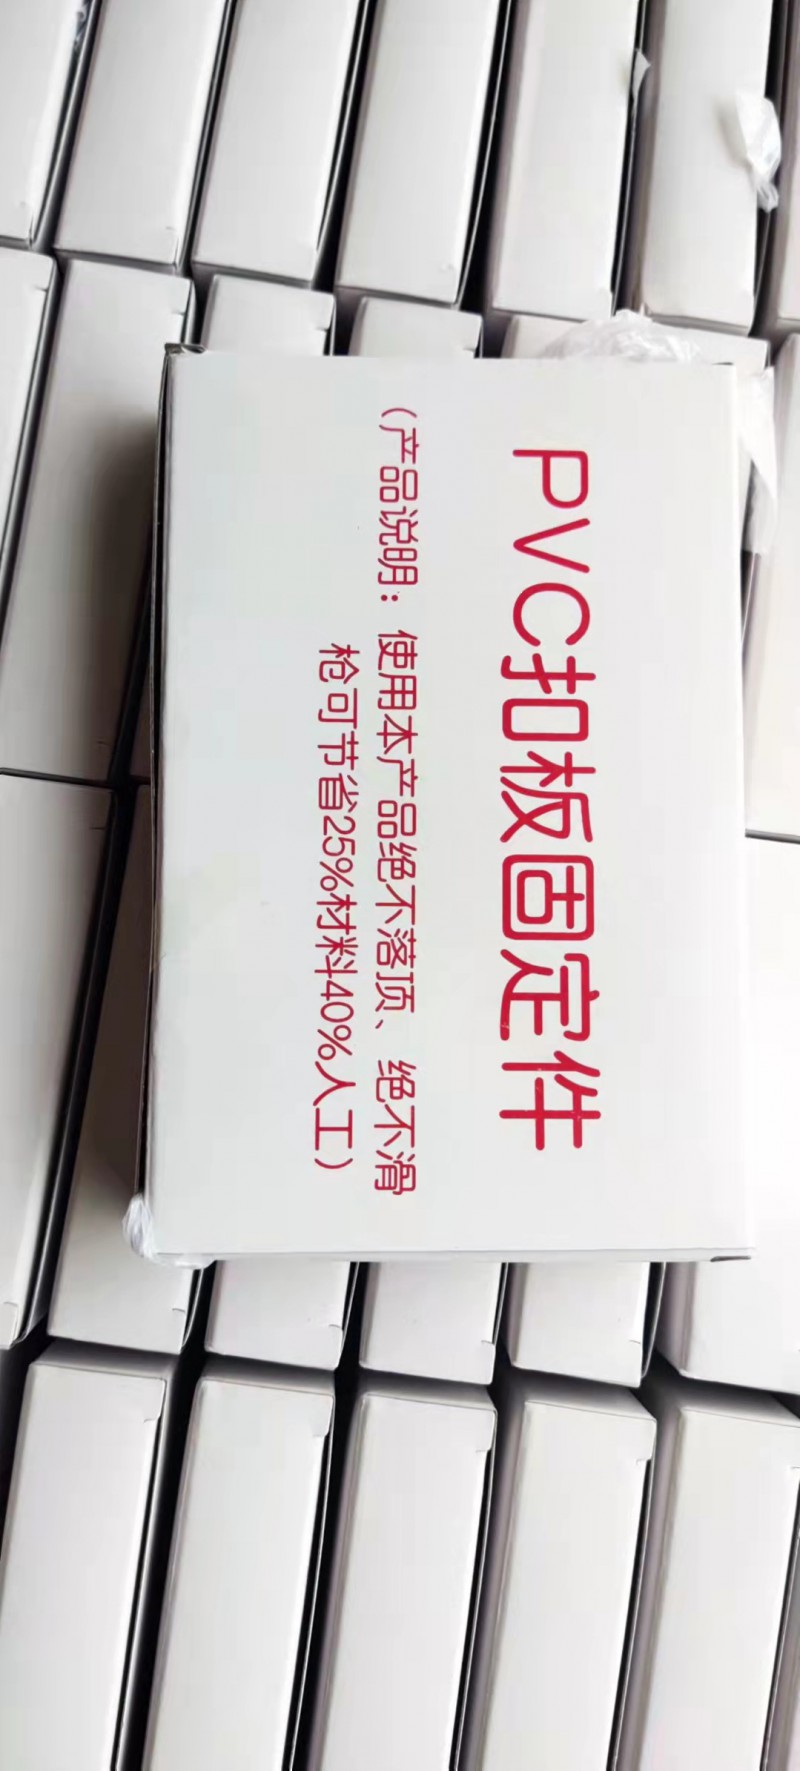 PVC扣板固定件
（产品说明：使用本产品绝不落顶、绝不滑
枪可节省25%材料40%人工）